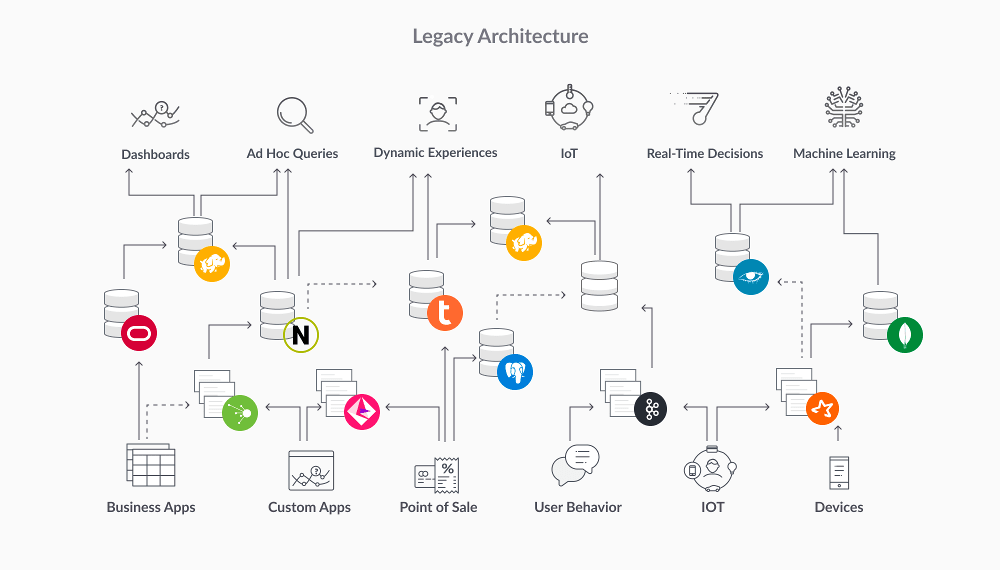 Legacy Architecture
?
Dashboards
Ad Hoc Queries
Dynamic Experiences
IoT
Real-Time Decisions
Machine Learning
N
t
?
%
Business Apps
Custom Apps
Point of Sale
User Behavior
IOT
Devices